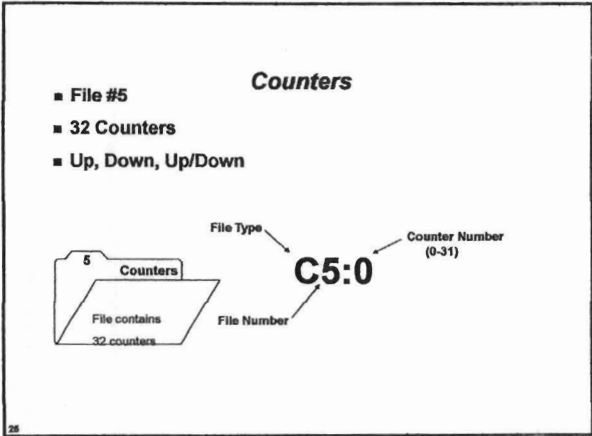 Counters
■ File #5
■ 32 Counters
■ Up, Down, Up/Down
File Type
Counter Number
(0-31)
5
Counters
C5:0
File contains
32 counters
File Number
25